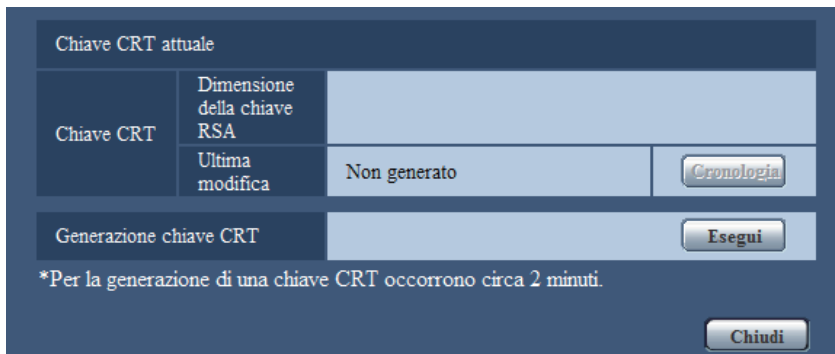 Chiave CRT attuale
Chiave CRT
Dimensione
della chiave
RSA
Ultima
modifica
Non generato
Cronologia
Generazione chiave CRT
Esegui
*Per la generazione di una chiave CRT occorrono circa 2 minuti.
Chiudi